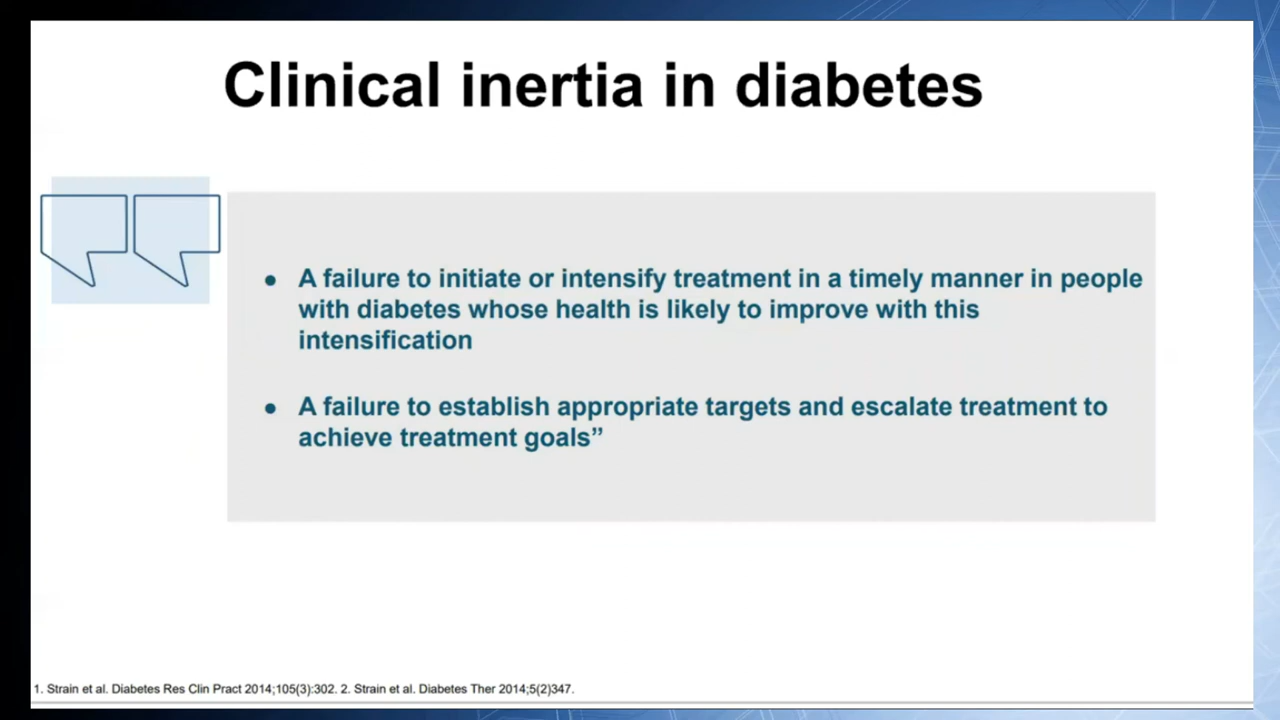 Clinical inertia in diabetes
● A failure to initiate or intensify treatment in a timely manner in people
with diabetes whose health is likely to improve with this
intensification
● A failure to establish appropriate targets and escalate treatment to
achieve treatment goals”
1. Strain et al. Diabetes Res Clin Pract 2014;105(3):302. 2. Strain et al. Diabetes Ther 2014;5(2)347.